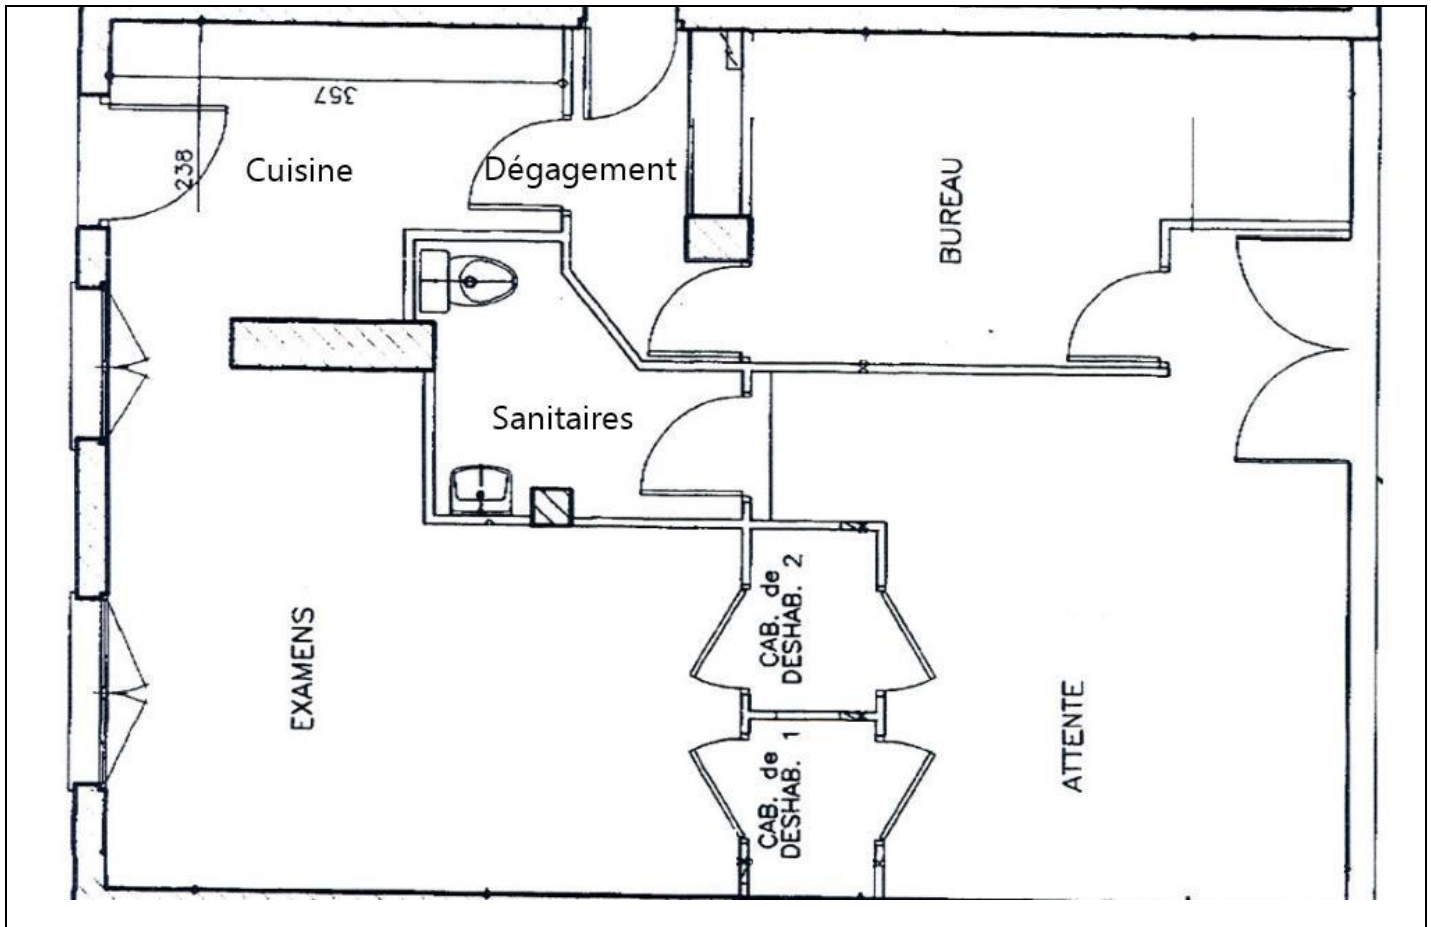 357
238
Cuisine
Dégagement
BUREAU
Sanitaires
EXAMENS
CAB. de
DESHAB. 2
CAB. de
DESHAB. 1
ATTENTE